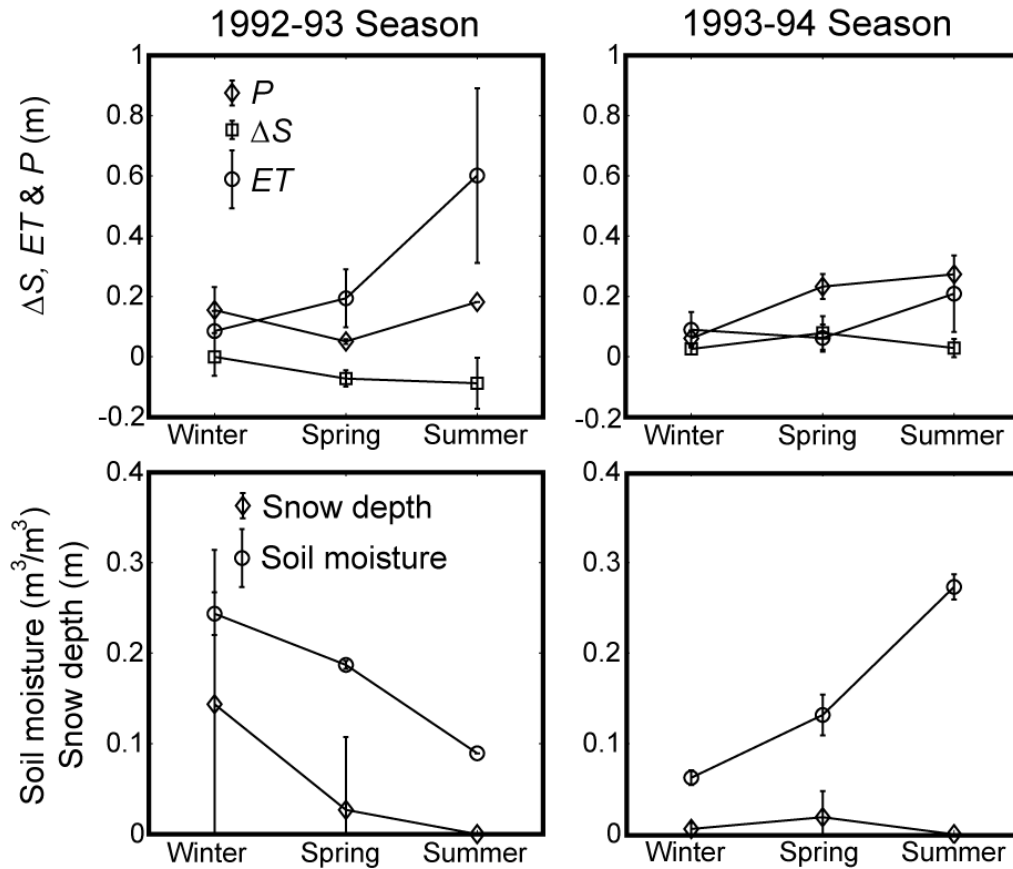 1992-93 Season
1993-94 Season
ΔS, ET & P (m)
1
0.8
0.6
0.4
0.2
0
-0.2
P
ΔS
ET
Winter Spring Summer
1
0.8
0.6
0.4
0.2
0
-0.2
Winter Spring Summer
Soil moisture (m³/m³)
Snow depth (m)
0.4
0.3
0.2
0.1
0
Snow depth
Soil moisture
Winter Spring Summer
0.4
0.3
0.2
0.1
0
Winter Spring Summer